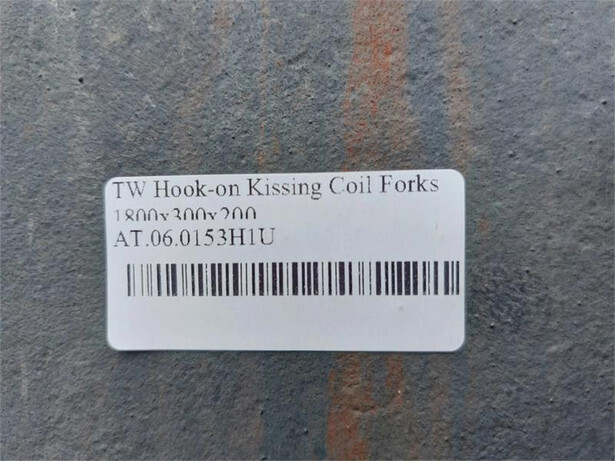 TW Hook-on Kissing Coil Forks
1800x300x200
AT.06.0153H1U